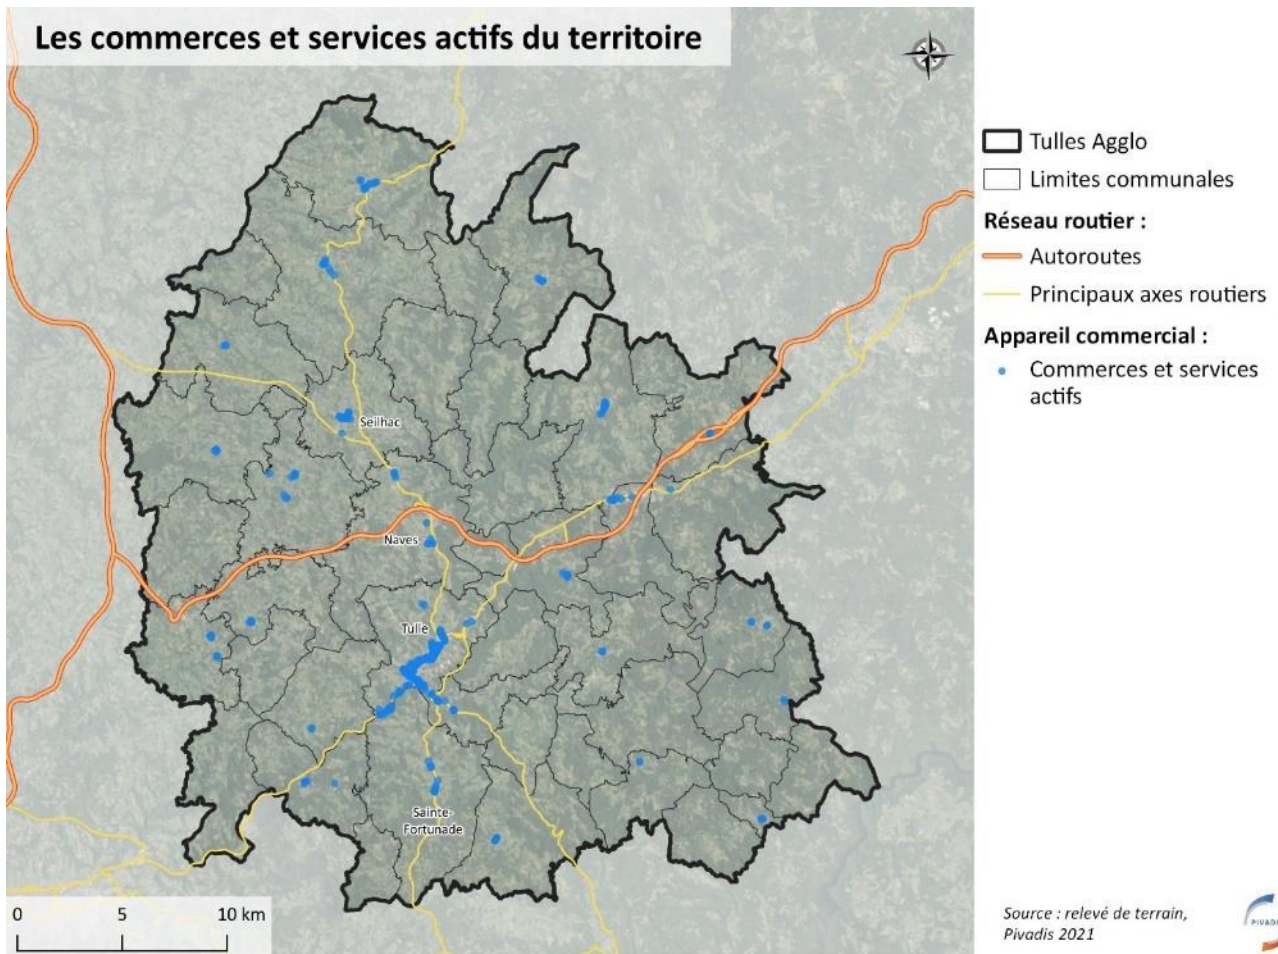 Les commerces et services actifs du territoire
Tulles Agglo
Limites communales
Réseau routier :
Autoroutes
Principaux axes routiers
Appareil commercial :
Commerces et services
actifs
Seilhac
Naves
Tulle
Sainte-
Fortunade
0 5 10 km
Source : relevé de terrain,
Pivadis 2021